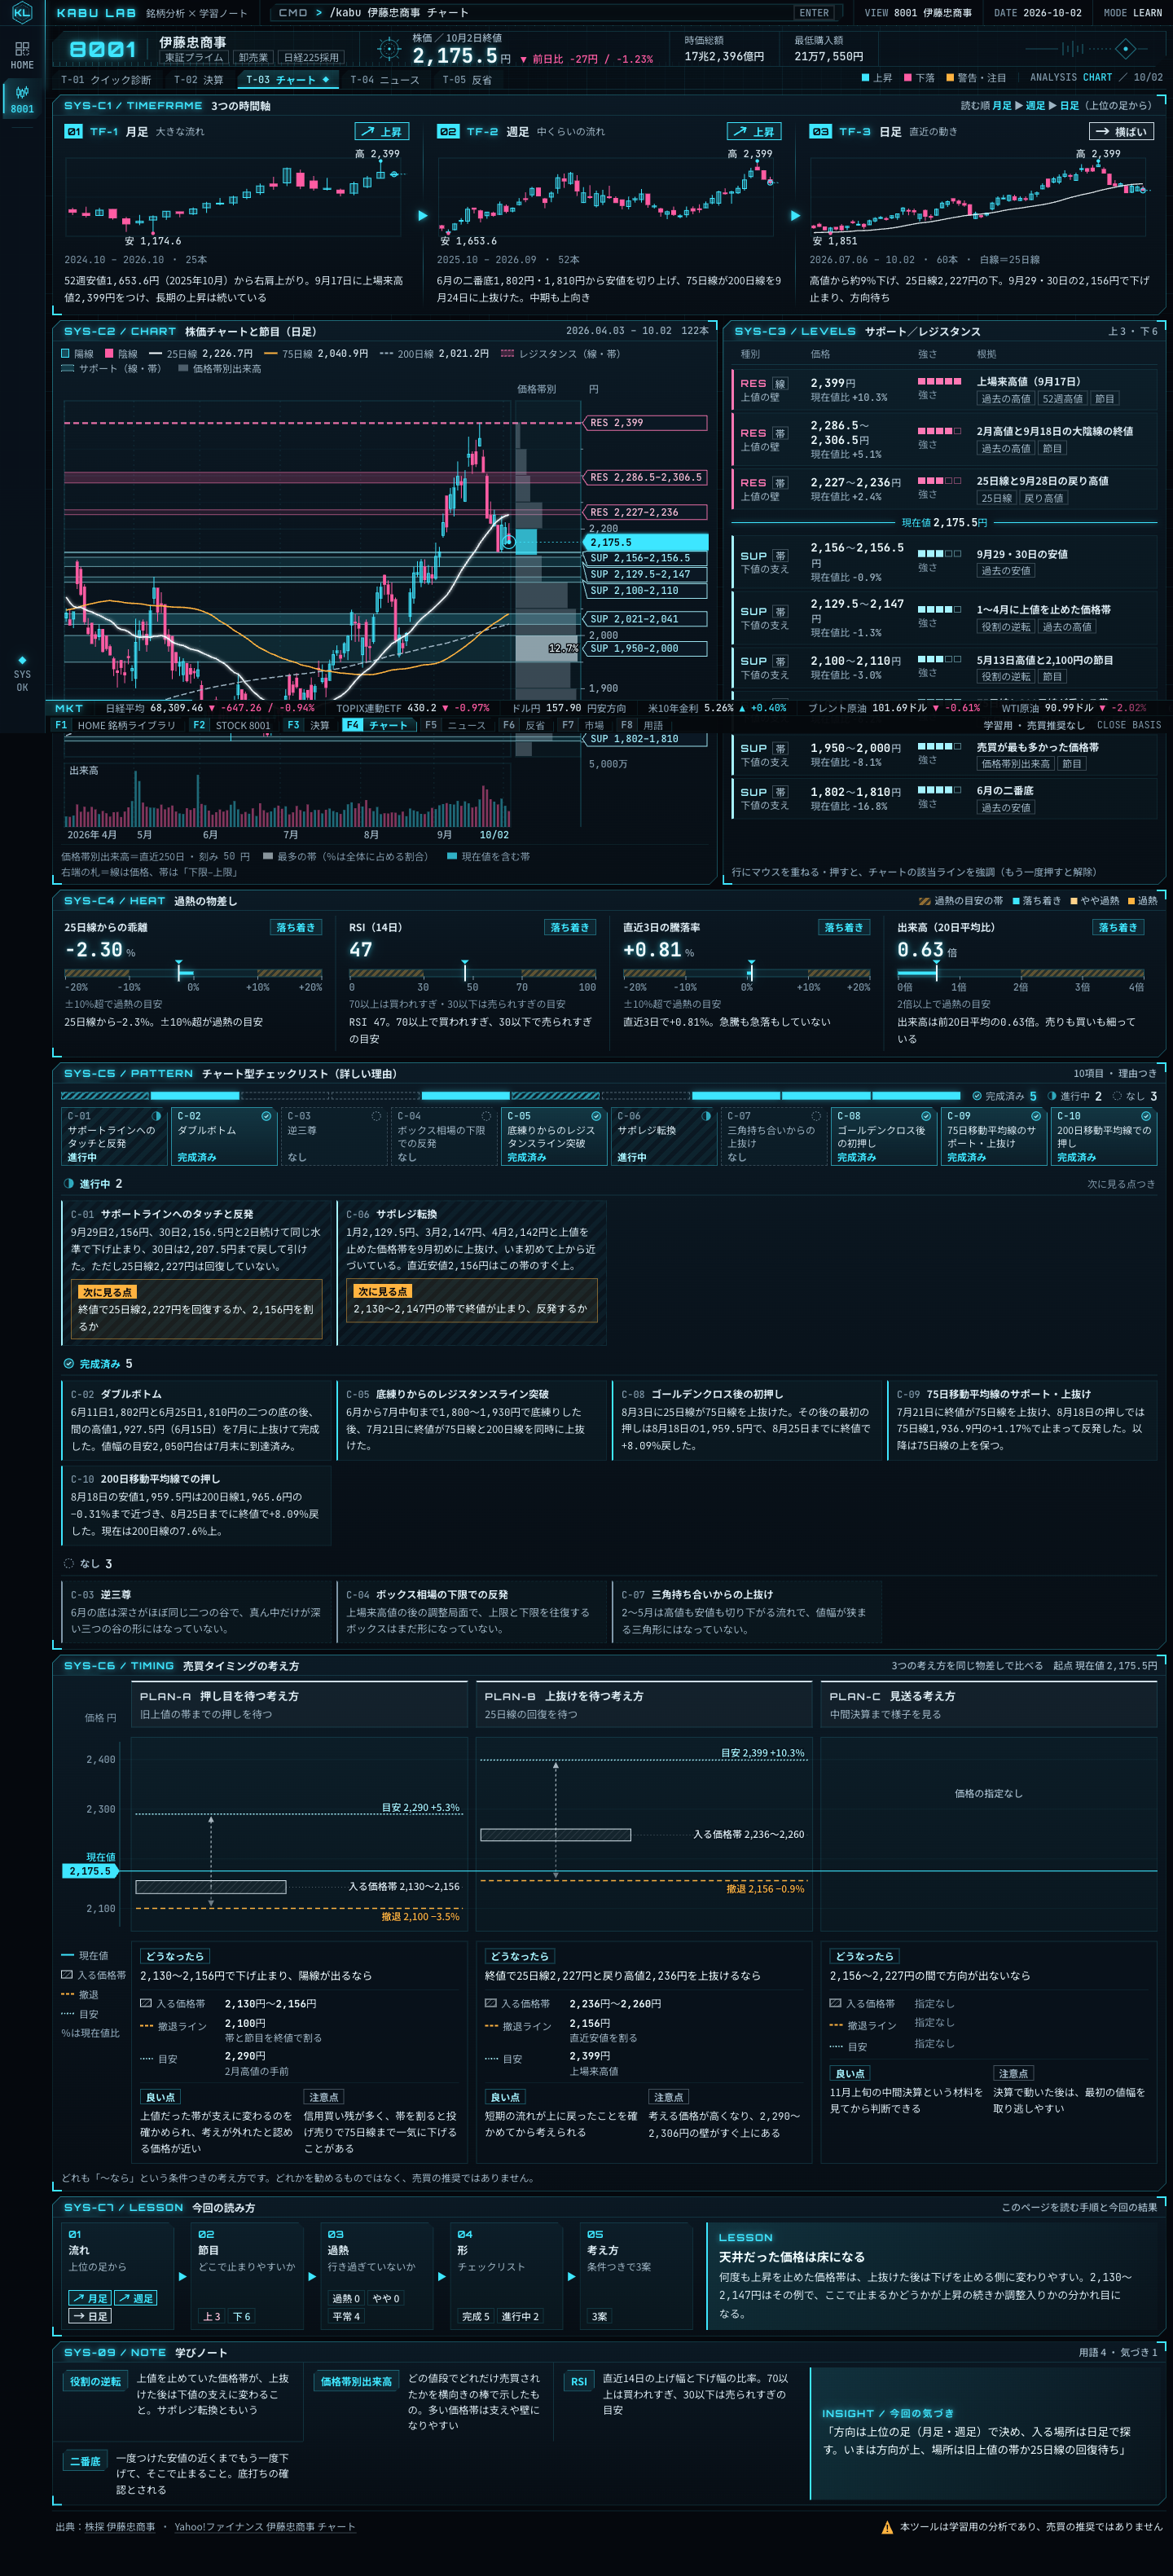 KL KABU LAB 銘柄分析 × 学習ノート CMD > /kabu 伊藤忠商事 チャート ENTER VIEW 8001 伊藤忠商事 DATE 2026-10-02 MODE LEARN
HOME
8001
SYS
OK
8001 伊藤忠商事
東証プライム 卸売業 日経225採用
株価 ／10月2日終値
2,175.5円 ▼ 前日比 -27円 / -1.23%
時価総額
17兆2,396億円
最低購入額
21万7,550円
T-01 クイック診断 T-02 決算 T-03 チャート ◆ T-04 ニュース T-05 反省
上昇 下落 警告・注目 ANALYSIS CHART ／ 10/02
SYS-C1 / TIMEFRAME 3つの時間軸 読む順 月足 ▶ 週足 ▶ 日足（上位の足から）
01 TF-1 月足 大きな流れ 上昇
高 2,399
安 1,174.6
2024.10 – 2026.10 ・ 25本
52週安値1,653.6円（2025年10月）から右肩上がり。9月17日に上場来高
値2,399円をつけ、長期の上昇は続いている
02 TF-2 週足 中くらいの流れ 上昇
高 2,399
安 1,653.6
2025.10 – 2026.09 ・ 52本
6月の二番底1,802円・1,810円から安値を切り上げ、75日線が200日線を9
月24日に上抜けた。中期も上向き
03 TF-3 日足 直近の動き 横ばい
高 2,399
安 1,851
2026.07.06 – 10.02 ・ 60本 ・ 白線＝25日線
高値から約9%下げ、25日線2,227円の下。9月29・30日の2,156円で下げ
止まり、方向待ち
SYS-C2 / CHART 株価チャートと節目（日足） 2026.04.03 – 10.02 122本
陽線 陰線 25日線 2,226.7円 75日線 2,040.9円 200日線 2,021.2円 レジスタンス（線・帯）
サポート（線・帯） 価格帯別出来高
価格帯別 円
RES 2,399
RES 2,286.5–2,306.5
RES 2,227–2,236
2,200
2,175.5
SUP 2,156–2,156.5
SUP 2,129.5–2,147
SUP 2,100–2,110
SUP 2,021–2,041
2,000
12.7%
SUP 1,950–2,000
1,900
SUP 1,802–1,810
出来高 5,000万
2026年4月 5月 6月 7月 8月 9月 10/02
価格帯別出来高＝直近250日 ・ 刻み 50 円 最多の帯（%は全体に占める割合） 現在値を含む帯
右端の札＝線は価格、帯は「下限–上限」
SYS-C3 / LEVELS サポート／レジスタンス 上 3 ・ 下 6
種別 価格 強さ 根拠
RES 線 上値の壁 2,399円 現在値比 +10.3% 強さ 上場来高値（9月17日） 過去の高値 52週高値 節目
RES 帯 上値の壁 2,286.5〜2,306.5円 現在値比 +5.1% 強さ 2月高値と9月18日の大陰線の終値 過去の高値 節目
RES 帯 上値の壁 2,227〜2,236円 現在値比 +2.4% 強さ 25日線と9月28日の戻り高値 25日線 戻り高値
現在値 2,175.5円
SUP 帯 下値の支え 2,156〜2,156.5円 現在値比 -0.9% 強さ 9月29・30日の安値 過去の安値
SUP 帯 下値の支え 2,129.5〜2,147円 現在値比 -1.3% 強さ 1〜4月に上値を止めた価格帯 役割の逆転 過去の高値
SUP 帯 下値の支え 2,100〜2,110円 現在値比 -3.0% 強さ 5月13日高値と2,100円の節目 役割の逆転 節目
MKT 日経平均 68,309.46 ▼ -647.26 / -0.94% TOPIX連動ETF 430.2 ▼ -0.97% ドル円 157.90 円安方向 米10年金利 5.26% ▲ +0.40% ブレント原油 101.69ドル ▼ -0.61% WTI原油 90.99ドル ▼ -2.02%
F1 HOME 銘柄ライブラリ F2 STOCK 8001 F3 決算 F4 チャート F5 ニュース F6 反省 F7 市場 F8 用語 学習用 ・ 売買推奨なし CLOSE BASIS
SUP 帯 下値の支え 1,950〜2,000円 現在値比 -8.1% 強さ 売買が最も多かった価格帯 価格帯別出来高 節目
SUP 帯 下値の支え 1,802〜1,810円 現在値比 -16.8% 強さ 6月の二番底 過去の安値
行にマウスを重ねる・押すと、チャートの該当ラインを強調（もう一度押すと解除）
SYS-C4 / HEAT 過熱の物差し 過熱の目安の帯 落ち着き やや過熱 過熱
25日線からの乖離 落ち着き
-2.30 %
-20% -10% 0% +10% +20%
±10%超で過熱の目安
25日線から−2.3%。±10%超が過熱の目安
RSI（14日） 落ち着き
47
0 30 50 70 100
70以上は買われすぎ・30以下は売られすぎの目安
RSI 47。70以上で買われすぎ、30以下で売られすぎ
の目安
直近3日の騰落率 落ち着き
+0.81 %
-20% -10% 0% +10% +20%
±10%超で過熱の目安
直近3日で+0.81%。急騰も急落もしていない
出来高（20日平均比） 落ち着き
0.63 倍
0倍 1倍 2倍 3倍 4倍
2倍以上で過熱の目安
出来高は前20日平均の0.63倍。売りも買いも細って
いる
SYS-C5 / PATTERN チャート型チェックリスト（詳しい理由） 10項目 ・ 理由つき
完成済み 5 進行中 2 なし 3
C-01 サポートラインへのタッチと反発 進行中
C-02 ダブルボトム 完成済み
C-03 逆三尊 なし
C-04 ボックス相場の下限での反発 なし
C-05 底練りからのレジスタンスライン突破 完成済み
C-06 サポレジ転換 進行中
C-07 三角持ち合いからの上抜け なし
C-08 ゴールデンクロス後の初押し 完成済み
C-09 75日移動平均線のサポート・上抜け 完成済み
C-10 200日移動平均線での押し 完成済み
進行中 2 次に見る点つき
C-01 サポートラインへのタッチと反発
9月29日2,156円、30日2,156.5円と2日続けて同じ水
準で下げ止まり、30日は2,207.5円まで戻して引け
た。ただし25日線2,227円は回復していない。
次に見る点
終値で25日線2,227円を回復するか、2,156円を割
るか
C-06 サポレジ転換
1月2,129.5円、3月2,147円、4月2,142円と上値を
止めた価格帯を9月初めに上抜け、いま初めて上から近
づいている。直近安値2,156円はこの帯のすぐ上。
次に見る点
2,130〜2,147円の帯で終値が止まり、反発するか
完成済み 5
C-02 ダブルボトム
6月11日1,802円と6月25日1,810円の二つの底の後、
間の高値1,927.5円（6月15日）を7月に上抜けて完成
した。値幅の目安2,050円台は7月末に到達済み。
C-05 底練りからのレジスタンスライン突破
6月から7月中旬まで1,800〜1,930円で底練りした
後、7月21日に終値が75日線と200日線を同時に上抜
けた。
C-08 ゴールデンクロス後の初押し
8月3日に25日線が75日線を上抜けた。その後の最初の
押しは8月18日の1,959.5円で、8月25日までに終値で
+8.09%戻した。
C-09 75日移動平均線のサポート・上抜け
7月21日に終値が75日線を上抜け、8月18日の押しでは
75日線1,936.9円の+1.17%で止まって反発した。以
降は75日線の上を保つ。
C-10 200日移動平均線での押し
8月18日の安値1,959.5円は200日線1,965.6円の
−0.31%まで近づき、8月25日までに終値で+8.09%戻
した。現在は200日線の7.6%上。
なし 3
C-03 逆三尊
6月の底は深さがほぼ同じ二つの谷で、真ん中だけが深
い三つの谷の形にはなっていない。
C-04 ボックス相場の下限での反発
上場来高値の後の調整局面で、上限と下限を往復する
ボックスはまだ形になっていない。
C-07 三角持ち合いからの上抜け
2〜5月は高値も安値も切り下がる流れで、値幅が狭ま
る三角形にはなっていない。
SYS-C6 / TIMING 売買タイミングの考え方 3つの考え方を同じ物差しで比べる 起点 現在値 2,175.5円
価格 円
PLAN-A 押し目を待つ考え方
旧上値の帯までの押しを待つ
PLAN-B 上抜けを待つ考え方
25日線の回復を待つ
PLAN-C 見送る考え方
中間決算まで様子を見る
2,400
2,300
現在値
2,175.5
2,100
目安 2,290 +5.3%
入る価格帯 2,130〜2,156
撤退 2,100 −3.5%
目安 2,399 +10.3%
入る価格帯 2,236〜2,260
撤退 2,156 −0.9%
価格の指定なし
現在値
入る価格帯
撤退
目安
％は現在値比
どうなったら
2,130〜2,156円で下げ止まり、陽線が出るなら
入る価格帯 2,130円〜2,156円
撤退ライン 2,100円
帯と節目を終値で割る
目安 2,290円
2月高値の手前
良い点
上値だった帯が支えに変わるのを
確かめられ、考えが外れたと認め
る価格が近い
注意点
信用買い残が多く、帯を割ると投
げ売りで75日線まで一気に下げる
ことがある
どうなったら
終値で25日線2,227円と戻り高値2,236円を上抜けるなら
入る価格帯 2,236円〜2,260円
撤退ライン 2,156円
直近安値を割る
目安 2,399円
上場来高値
良い点
短期の流れが上に戻ったことを確
かめてから考えられる
注意点
考える価格が高くなり、2,290〜
2,306円の壁がすぐ上にある
どうなったら
2,156〜2,227円の間で方向が出ないなら
入る価格帯 指定なし
撤退ライン 指定なし
目安 指定なし
良い点
11月上旬の中間決算という材料を
見てから判断できる
注意点
決算で動いた後は、最初の値幅を
取り逃しやすい
どれも「〜なら」という条件つきの考え方です。どれかを勧めるものではなく、売買の推奨ではありません。
SYS-C7 / LESSON 今回の読み方 このページを読む手順と今回の結果
01 流れ 上位の足から 月足 週足 日足
02 節目 どこで止まりやすいか 上 3 下 6
03 過熱 行き過ぎていないか 過熱 0 やや 0 平常 4
04 形 チェックリスト 完成 5 進行中 2
05 考え方 条件つきで3案 3案
LESSON
天井だった価格は床になる
何度も上昇を止めた価格帯は、上抜けた後は下げを止める側に変わりやすい。2,130〜
2,147円はその例で、ここで止まるかどうかが上昇の続きか調整入りかの分かれ目に
なる。
SYS-09 / NOTE 学びノート 用語 4 ・ 気づき 1
役割の逆転 上値を止めていた価格帯が、上抜
けた後は下値の支えに変わるこ
と。サポレジ転換ともいう
価格帯別出来高 どの値段でどれだけ売買され
たかを横向きの棒で示したも
の。多い価格帯は支えや壁に
なりやすい
RSI 直近14日の上げ幅と下げ幅の比率。70以
上は買われすぎ、30以下は売られすぎの
目安
二番底 一度つけた安値の近くまでもう一度下
げて、そこで止まること。底打ちの確
認とされる
INSIGHT / 今回の気づき
「方向は上位の足（月足・週足）で決め、入る場所は日足で探
す。いまは方向が上、場所は旧上値の帯か25日線の回復待ち」
出典：株探 伊藤忠商事 ・ Yahoo!ファイナンス 伊藤忠商事 チャート
本ツールは学習用の分析であり、売買の推奨ではありません